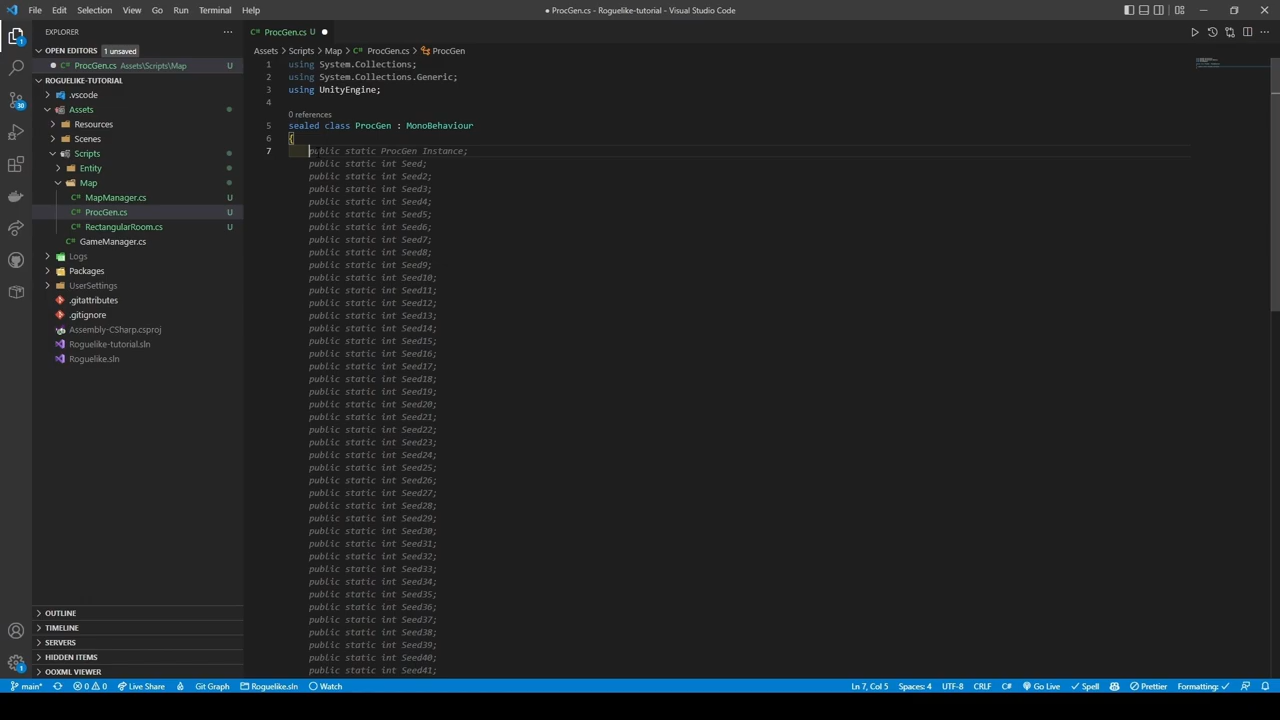 File Edit Selection View Go Run Terminal Help
● ProcGen.cs - Roguelike-tutorial - Visual Studio Code
EXPLORER
OPEN EDITORS 1 unsaved
ProcGen.cs Assets\Scripts\Map U
ROGUELIKE-TUTORIAL
.vscode
Assets
Resources
Scenes
Scripts
Entity
Map
C# MapManager.cs U
C# ProcGen.cs U
C# RectangularRoom.cs U
C# GameManager.cs
Logs
Packages
UserSettings
.gitattributes
.gitignore
Assembly-CSharp.csproj
Roguelike-tutorial.sln
Roguelike.sln
OUTLINE
TIMELINE
SERVERS
HIDDEN ITEMS
OOXML VIEWER
ProcGen.cs U
Assets > Scripts > Map > C# ProcGen.cs > ProcGen
1 using System.Collections;
2 using System.Collections.Generic;
3 using UnityEngine;
4
0 references
5 sealed class ProcGen : MonoBehaviour
6 {
7 public static ProcGen Instance;
public static int Seed;
public static int Seed2;
public static int Seed3;
public static int Seed4;
public static int Seed5;
public static int Seed6;
public static int Seed7;
public static int Seed8;
public static int Seed9;
public static int Seed10;
public static int Seed11;
public static int Seed12;
public static int Seed13;
public static int Seed14;
public static int Seed15;
public static int Seed16;
public static int Seed17;
public static int Seed18;
public static int Seed19;
public static int Seed20;
public static int Seed21;
public static int Seed22;
public static int Seed23;
public static int Seed24;
public static int Seed25;
public static int Seed26;
public static int Seed27;
public static int Seed28;
public static int Seed29;
public static int Seed30;
public static int Seed31;
public static int Seed32;
public static int Seed33;
public static int Seed34;
public static int Seed35;
public static int Seed36;
public static int Seed37;
public static int Seed38;
public static int Seed39;
public static int Seed40;
public static int Seed41;
main* 0 0 Live Share Git Graph Roguelike.sln Watch
Ln 7, Col 5 Spaces: 4 UTF-8 CRLF C# Go Live Spell Prettier Formatting: ✓